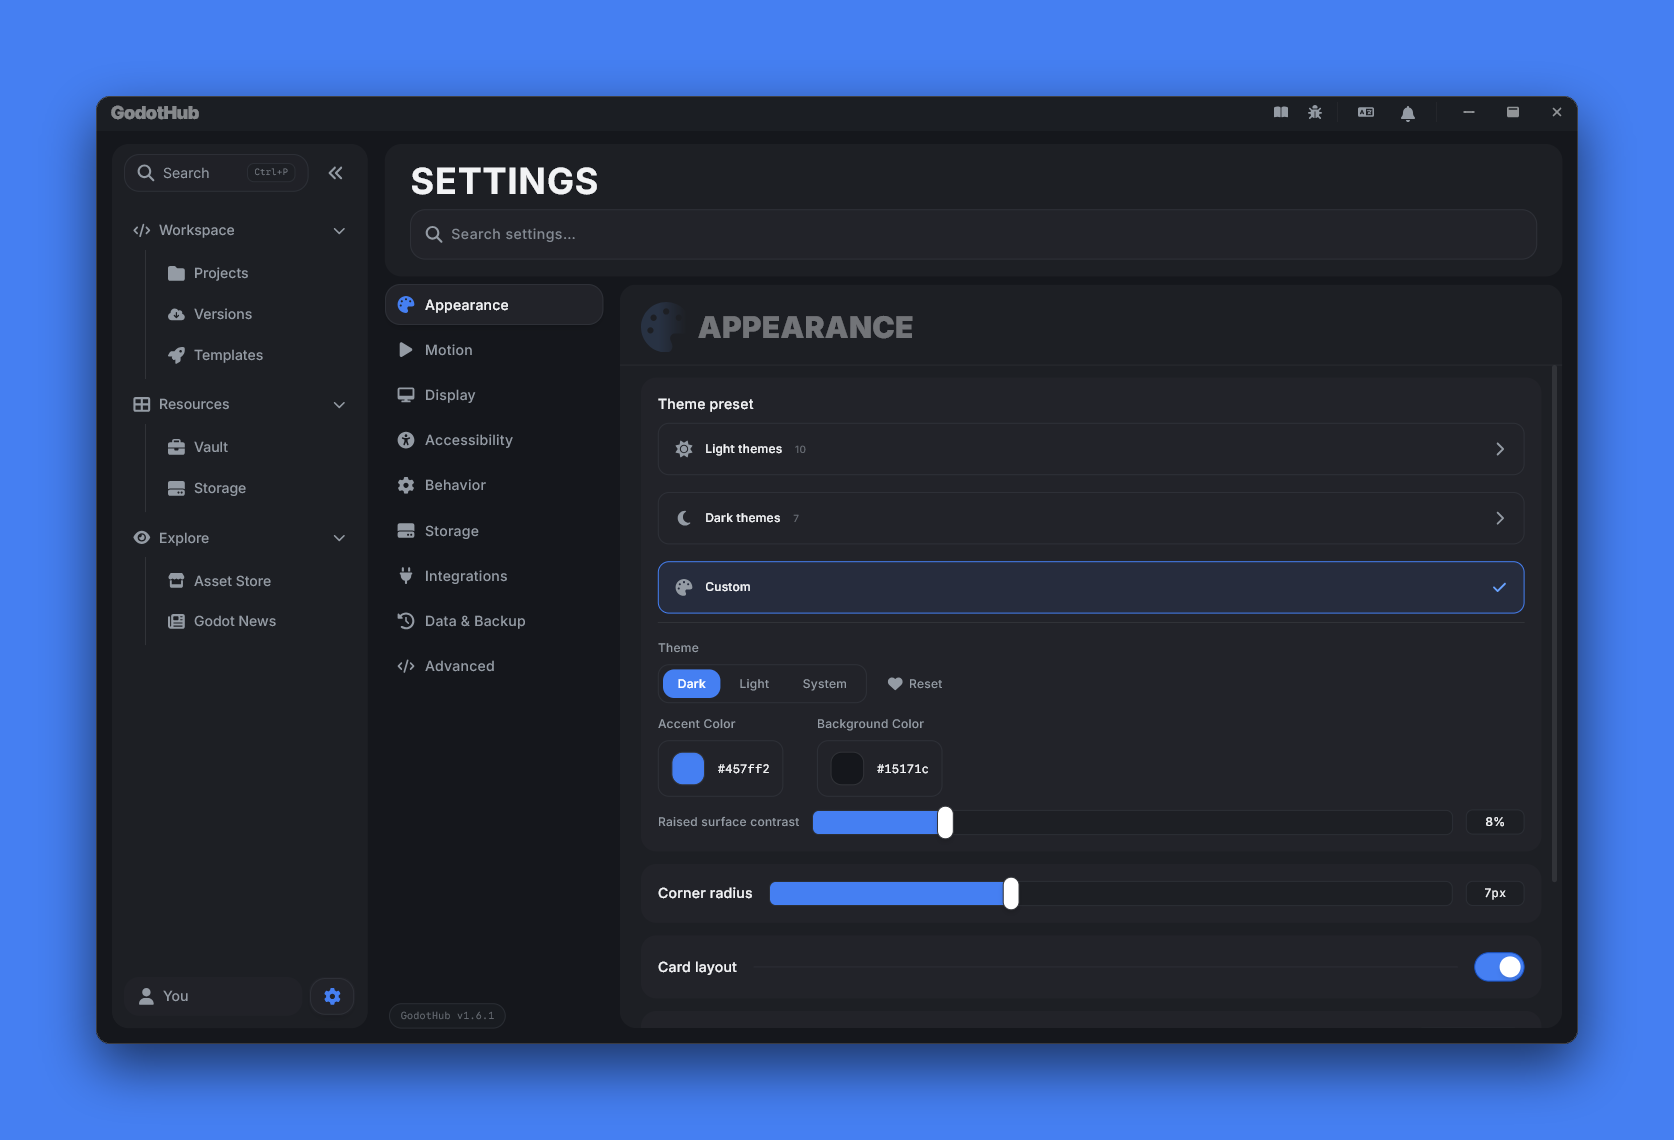 GodotHub
Search Ctrl+P
Workspace
Projects
Versions
Templates
Resources
Vault
Storage
Explore
Asset Store
Godot News
You
SETTINGS
Search settings...
Appearance
Motion
Display
Accessibility
Behavior
Storage
Integrations
Data & Backup
Advanced
GodotHub v1.6.1
APPEARANCE
Theme preset
Light themes 10
Dark themes 7
Custom
Theme
Dark Light System Reset
Accent Color Background Color
#457ff2 #15171c
Raised surface contrast 8%
Corner radius 7px
Card layout